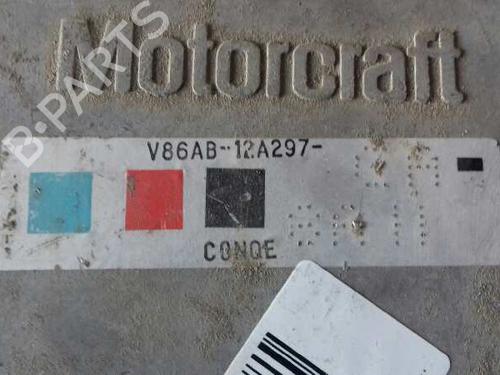 Motorcraft
B-PARTS
V86AB-12A297-
CONQE